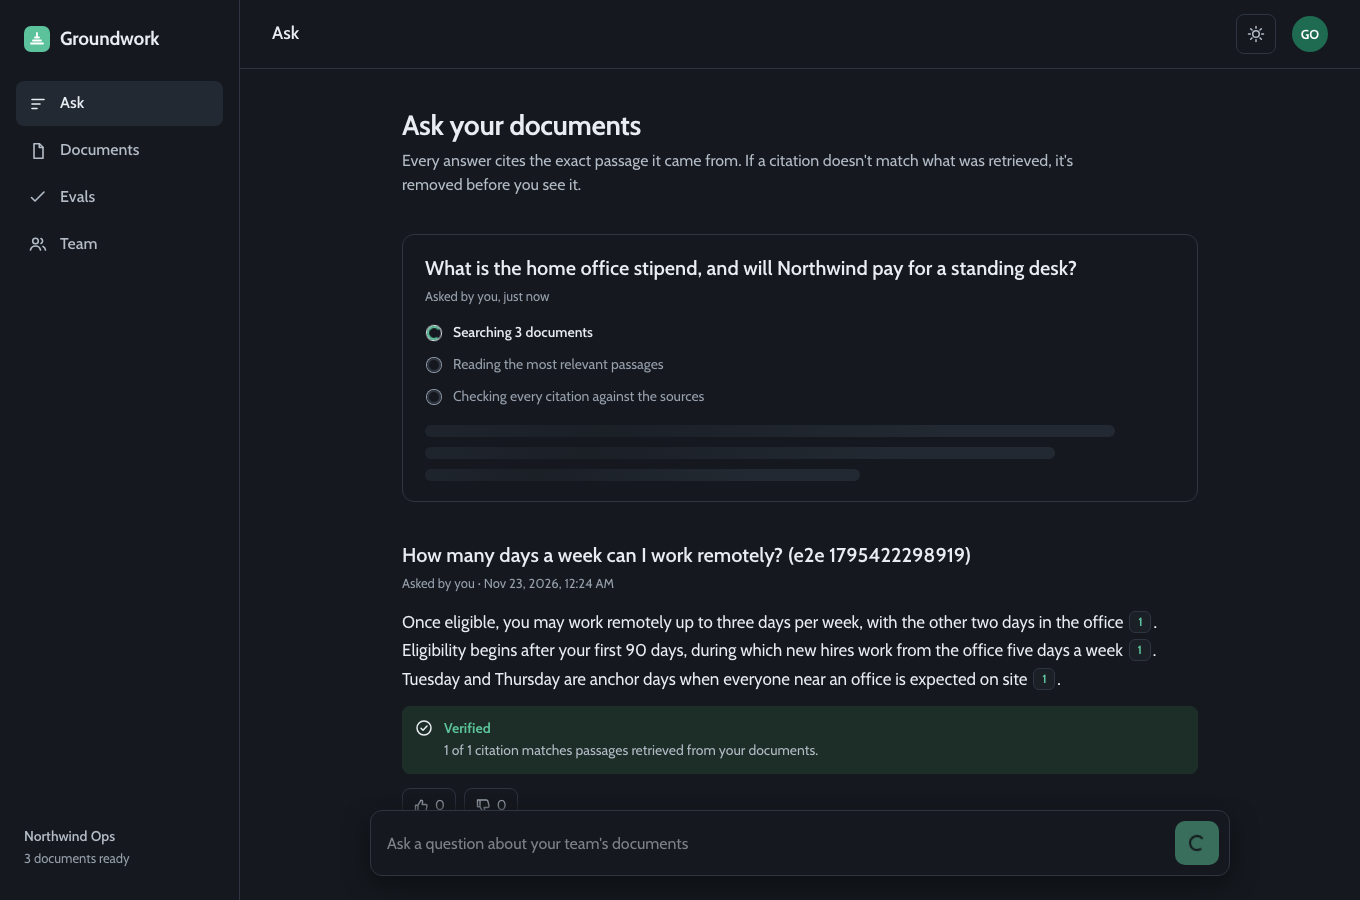 Groundwork
Ask
Documents
Evals
Team
Northwind Ops
3 documents ready
Ask
GO
Ask your documents
Every answer cites the exact passage it came from. If a citation doesn't match what was retrieved, it's
removed before you see it.
What is the home office stipend, and will Northwind pay for a standing desk?
Asked by you, just now
Searching 3 documents
Reading the most relevant passages
Checking every citation against the sources
How many days a week can I work remotely? (e2e 1795422298919)
Asked by you · Nov 23, 2026, 12:24 AM
Once eligible, you may work remotely up to three days per week, with the other two days in the office 1.
Eligibility begins after your first 90 days, during which new hires work from the office five days a week 1.
Tuesday and Thursday are anchor days when everyone near an office is expected on site 1.
Verified
1 of 1 citation matches passages retrieved from your documents.
0 0
Ask a question about your team's documents